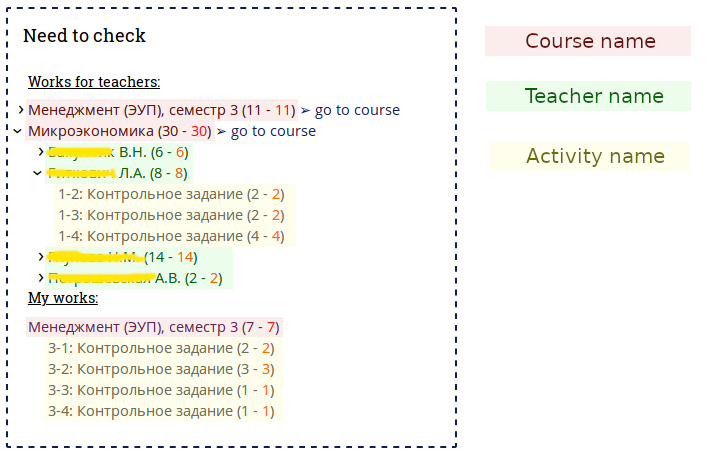 Need to check
Works for teachers:
Менеджмент (ЭУП), семестр 3 (11 - 11) ➢ go to course
Микроэкономика (30 - 30) ➢ go to course
В.Н. (6 - 6)
Л.А. (8 - 8)
1-2: Контрольное задание (2 - 2)
1-3: Контрольное задание (2 - 2)
1-4: Контрольное задание (4 - 4)
(14 - 14)
А.В. (2 - 2)
My works:
Менеджмент (ЭУП), семестр 3 (7 - 7)
3-1: Контрольное задание (2 - 2)
3-2: Контрольное задание (3 - 3)
3-3: Контрольное задание (1 - 1)
3-4: Контрольное задание (1 - 1)
Course name
Teacher name
Activity name